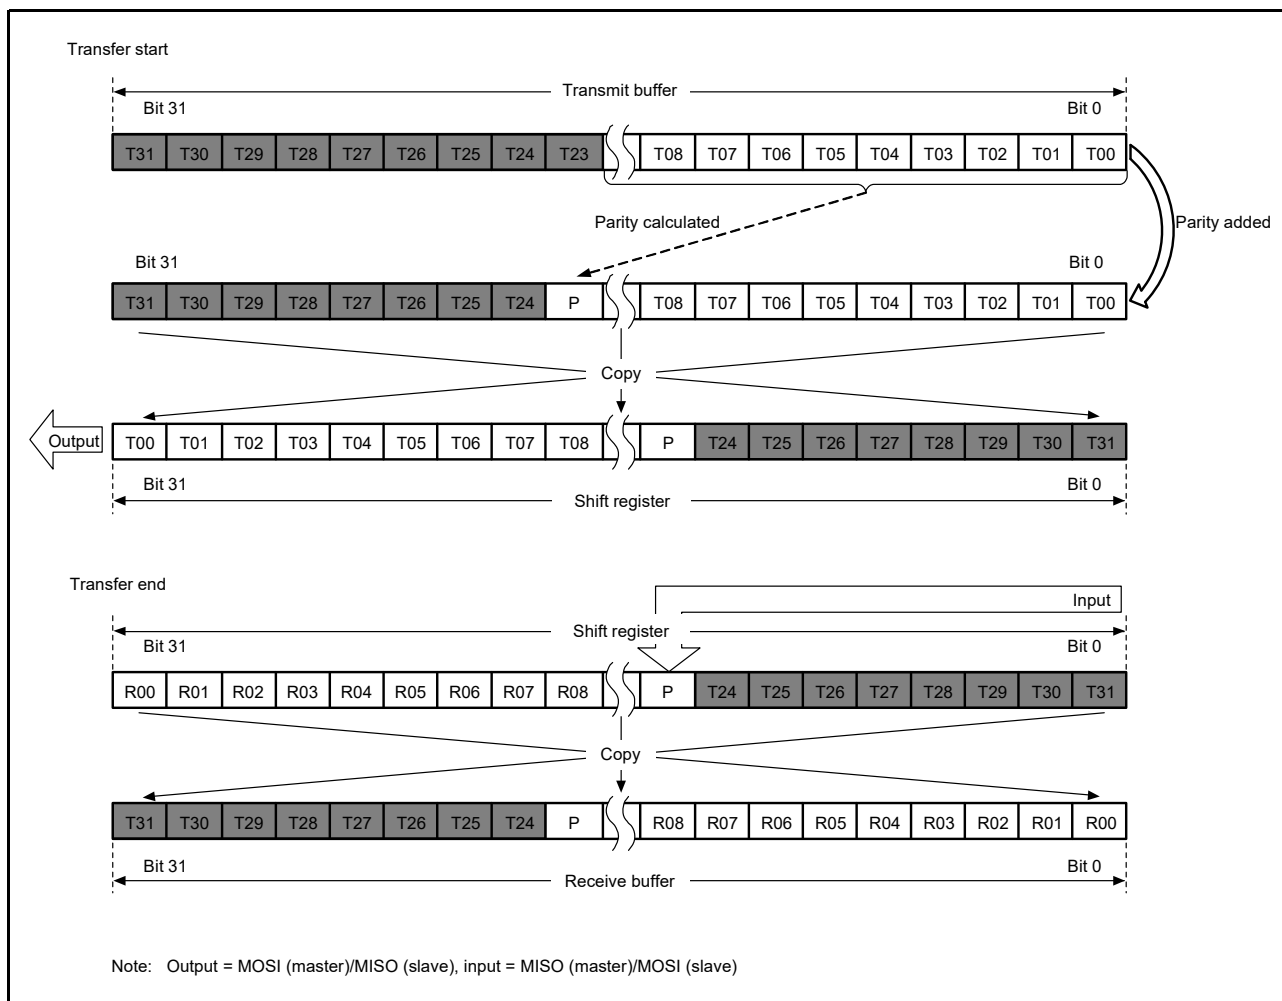 Transfer start
Transmit buffer
Bit 31 Bit 0
T31 T30 T29 T28 T27 T26 T25 T24 T23 T08 T07 T06 T05 T04 T03 T02 T01 T00
Parity calculated Parity added
Bit 31 Bit 0
T31 T30 T29 T28 T27 T26 T25 T24 P T08 T07 T06 T05 T04 T03 T02 T01 T00
Copy
Output T00 T01 T02 T03 T04 T05 T06 T07 T08 P T24 T25 T26 T27 T28 T29 T30 T31
Bit 31 Bit 0
Shift register
Transfer end
Input
Shift register
Bit 31 Bit 0
R00 R01 R02 R03 R04 R05 R06 R07 R08 P T24 T25 T26 T27 T28 T29 T30 T31
Copy
T31 T30 T29 T28 T27 T26 T25 T24 P R08 R07 R06 R05 R04 R03 R02 R01 R00
Bit 31 Bit 0
Receive buffer
Note: Output = MOSI (master)/MISO (slave), input = MISO (master)/MOSI (slave)